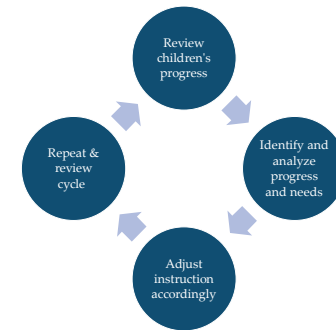 Review
children's
progress
Identify and
analyze
progress
and needs
Adjust
instruction
accordingly
Repeat &
review
cycle